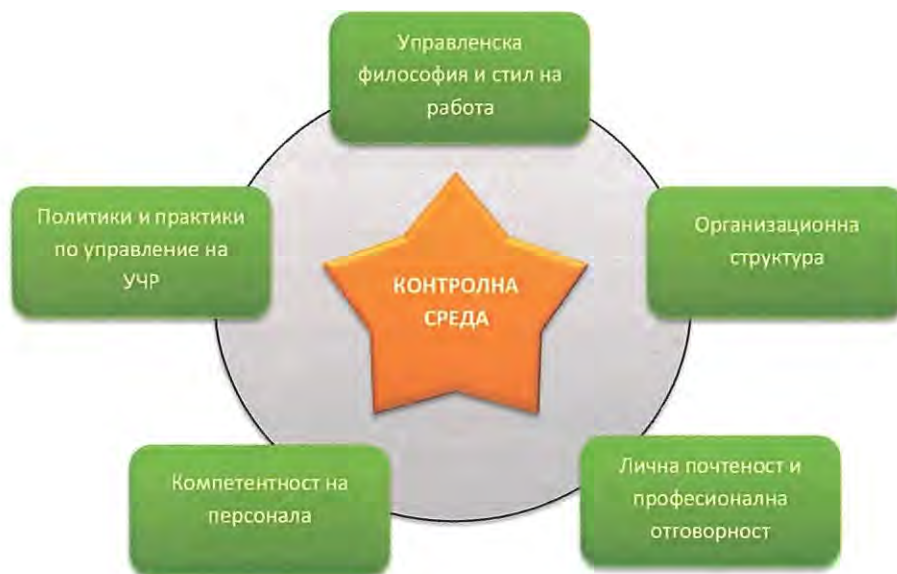 Управленска
философия и стил на
работа
Политики и практики
по управление на
УЧР
Организационна
структура
КОНТРОЛНА
СРЕДА
Компетентност на
персонала
Лична почтеност и
професионална
отговорност